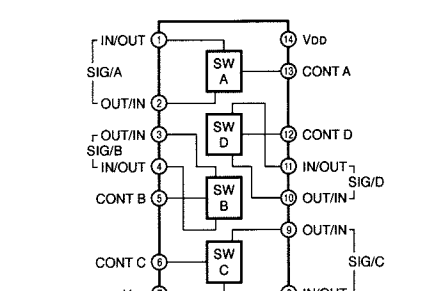 IN/OUT 1 14 VDD
SW A
SIG/A 13 CONT A
OUT/IN 2
OUT/IN 3 SW D 12 CONT D
SIG/B
IN/OUT 4 11 IN/OUT
SIG/D
CONT B 5 SW B 10 OUT/IN
9 OUT/IN
CONT C 6 SW C SIG/C